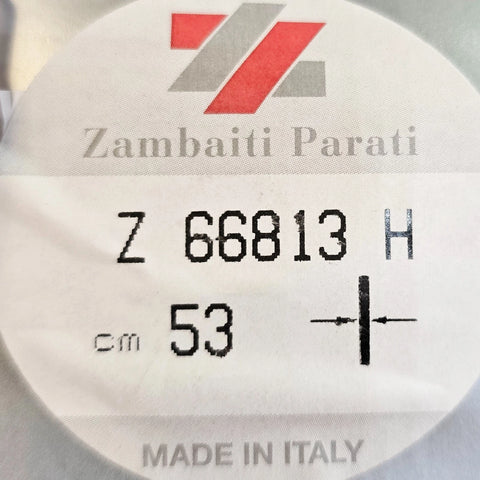 Zambaiti Parati
Z 66813 H
cm 53
MADE IN ITALY